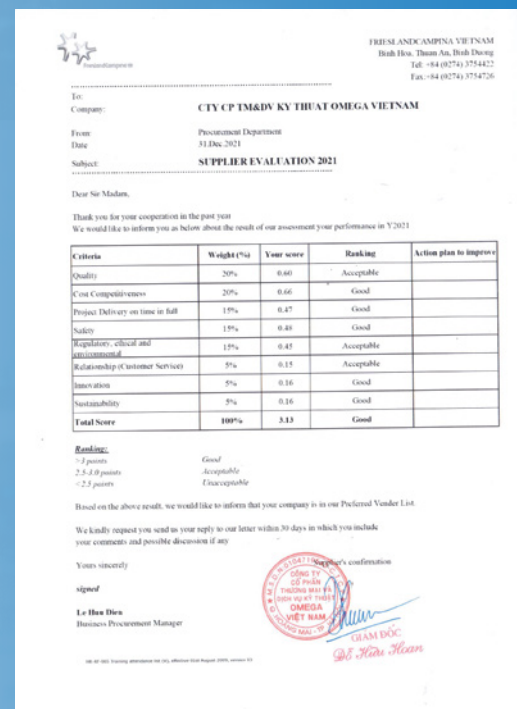 FrieslandCampina
FRIESLANDCAMPINA VIETNAM
Binh Hoa, Thuan An, Binh Duong
Tel: +84 (0274) 3754422
Fax:+84 (0274) 3754726
To:
Company: CTY CP TM&DV KY THUAT OMEGA VIETNAM
From Procurement Department
Date 31.Dec.2021
Subject: SUPPLIER EVALUATION 2021
Dear Sir Madam,
Thank you for your cooperation in the past year
We would like to inform you as below about the result of our assessment your performance in Y2021
Criteria Weight (%) Your score Ranking Action plan to improve
Quality 20% 0.60 Acceptable
Cost Competitiveness 20% 0.66 Good
Project Delivery on time in full 15% 0.47 Good
Safety 15% 0.48 Good
Regulatory, ethical and environmental 15% 0.45 Acceptable
Relationship (Customer Service) 5% 0.15 Acceptable
Innovation 5% 0.16 Good
Sustainability 5% 0.16 Good
Total Score 100% 3.13 Good
Ranking:
>3 points Good
2.5-3.0 points Acceptable
<2.5 points Unacceptable
Based on the above result, we would like to inform that your company is in our Preferred Vender List.
We kindly request you send us your reply to our letter within 30 days in which you include
your comments and possible discussion if any
Yours sincerely Supplier's confirmation
signed
Le Huu Dien
Business Procurement Manager
CÔNG TY
CỔ PHẦN
THƯƠNG MẠI VÀ
DỊCH VỤ KỸ THUẬT
OMEGA
VIỆT NAM
HOÀNG MAI - TP
GIÁM ĐỐC
Đỗ Hữu Hoan